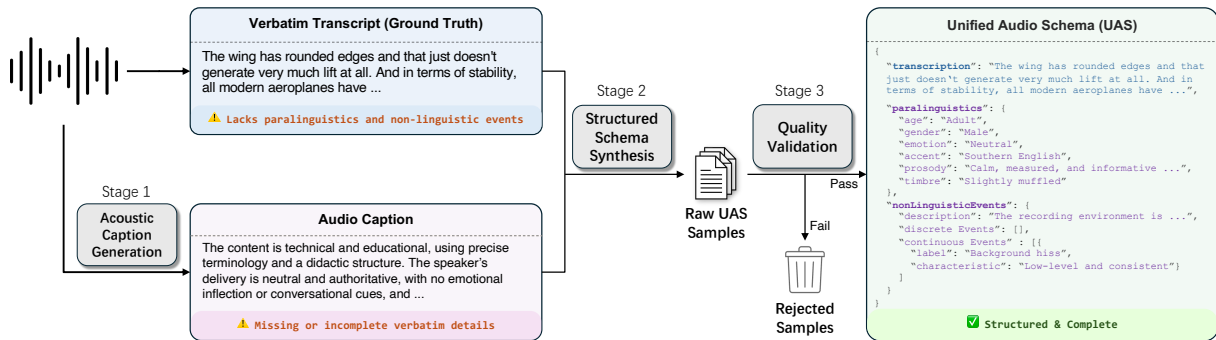 Verbatim Transcript (Ground Truth)
The wing has rounded edges and that just doesn't
generate very much lift at all. And in terms of stability,
all modern aeroplanes have ...
⚠ Lacks paralinguistics and non-linguistic events
Stage 1
Acoustic
Caption
Generation
Audio Caption
The content is technical and educational, using precise
terminology and a didactic structure. The speaker's
delivery is neutral and authoritative, with no emotional
inflection or conversational cues, and ...
⚠ Missing or incomplete verbatim details
Stage 2
Structured
Schema
Synthesis
Raw UAS
Samples
Stage 3
Quality
Validation
Pass
Fail
Rejected
Samples
Unified Audio Schema (UAS)
{
"transcription": "The wing has rounded edges and that
just doesn't generate very much lift at all. And in
terms of stability, all modern aeroplanes have ...",
"paralinguistics": {
"age": "Adult",
"gender": "Male",
"emotion": "Neutral",
"accent": "Southern English",
"prosody": "Calm, measured, and informative ...",
"timbre": "Slightly muffled"
},
"nonLinguisticEvents": {
"description": "The recording environment is ...",
"discrete Events": [],
"continuous Events" : [{
"label": "Background hiss",
"characteristic": "Low-level and consistent"}
]
}
}
✅ Structured & Complete